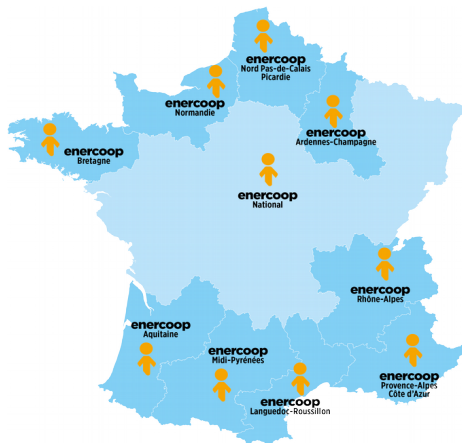 enercoop
Nord Pas-de-Calais
Picardie
enercoop
Normandie
enercoop
Ardennes-Champagne
enercoop
Bretagne
enercoop
National
enercoop
Rhône-Alpes
enercoop
Aquitaine
enercoop
Midi-Pyrénées
enercoop
Provence-Alpes
Côte d'Azur
enercoop
Languedoc-Roussillon